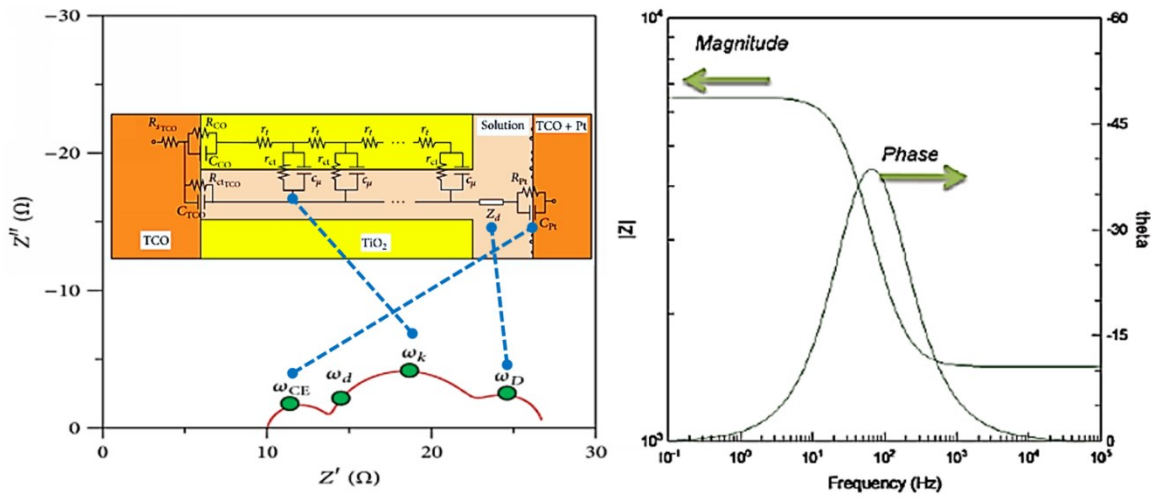 −30
−20
−10
0
Z″ (Ω)
0
10
20
30
Z′ (Ω)
R_sTCO
R_CO
C_CO
r_t
r_t
r_t
r_t
r_ct
c_μ
r_ct
c_μ
r_ct
c_μ
...
...
R_ctTCO
C_TCO
Z_d
R_Pt
C_Pt
Solution
TCO + Pt
TCO
TiO₂
ω_CE
ω_d
ω_k
ω_D
10⁴
10³
|Z|
Magnitude
Phase
-60
-45
-30
-15
0
theta
10⁻¹
10⁰
10¹
10²
10³
10⁴
10⁵
Frequency (Hz)